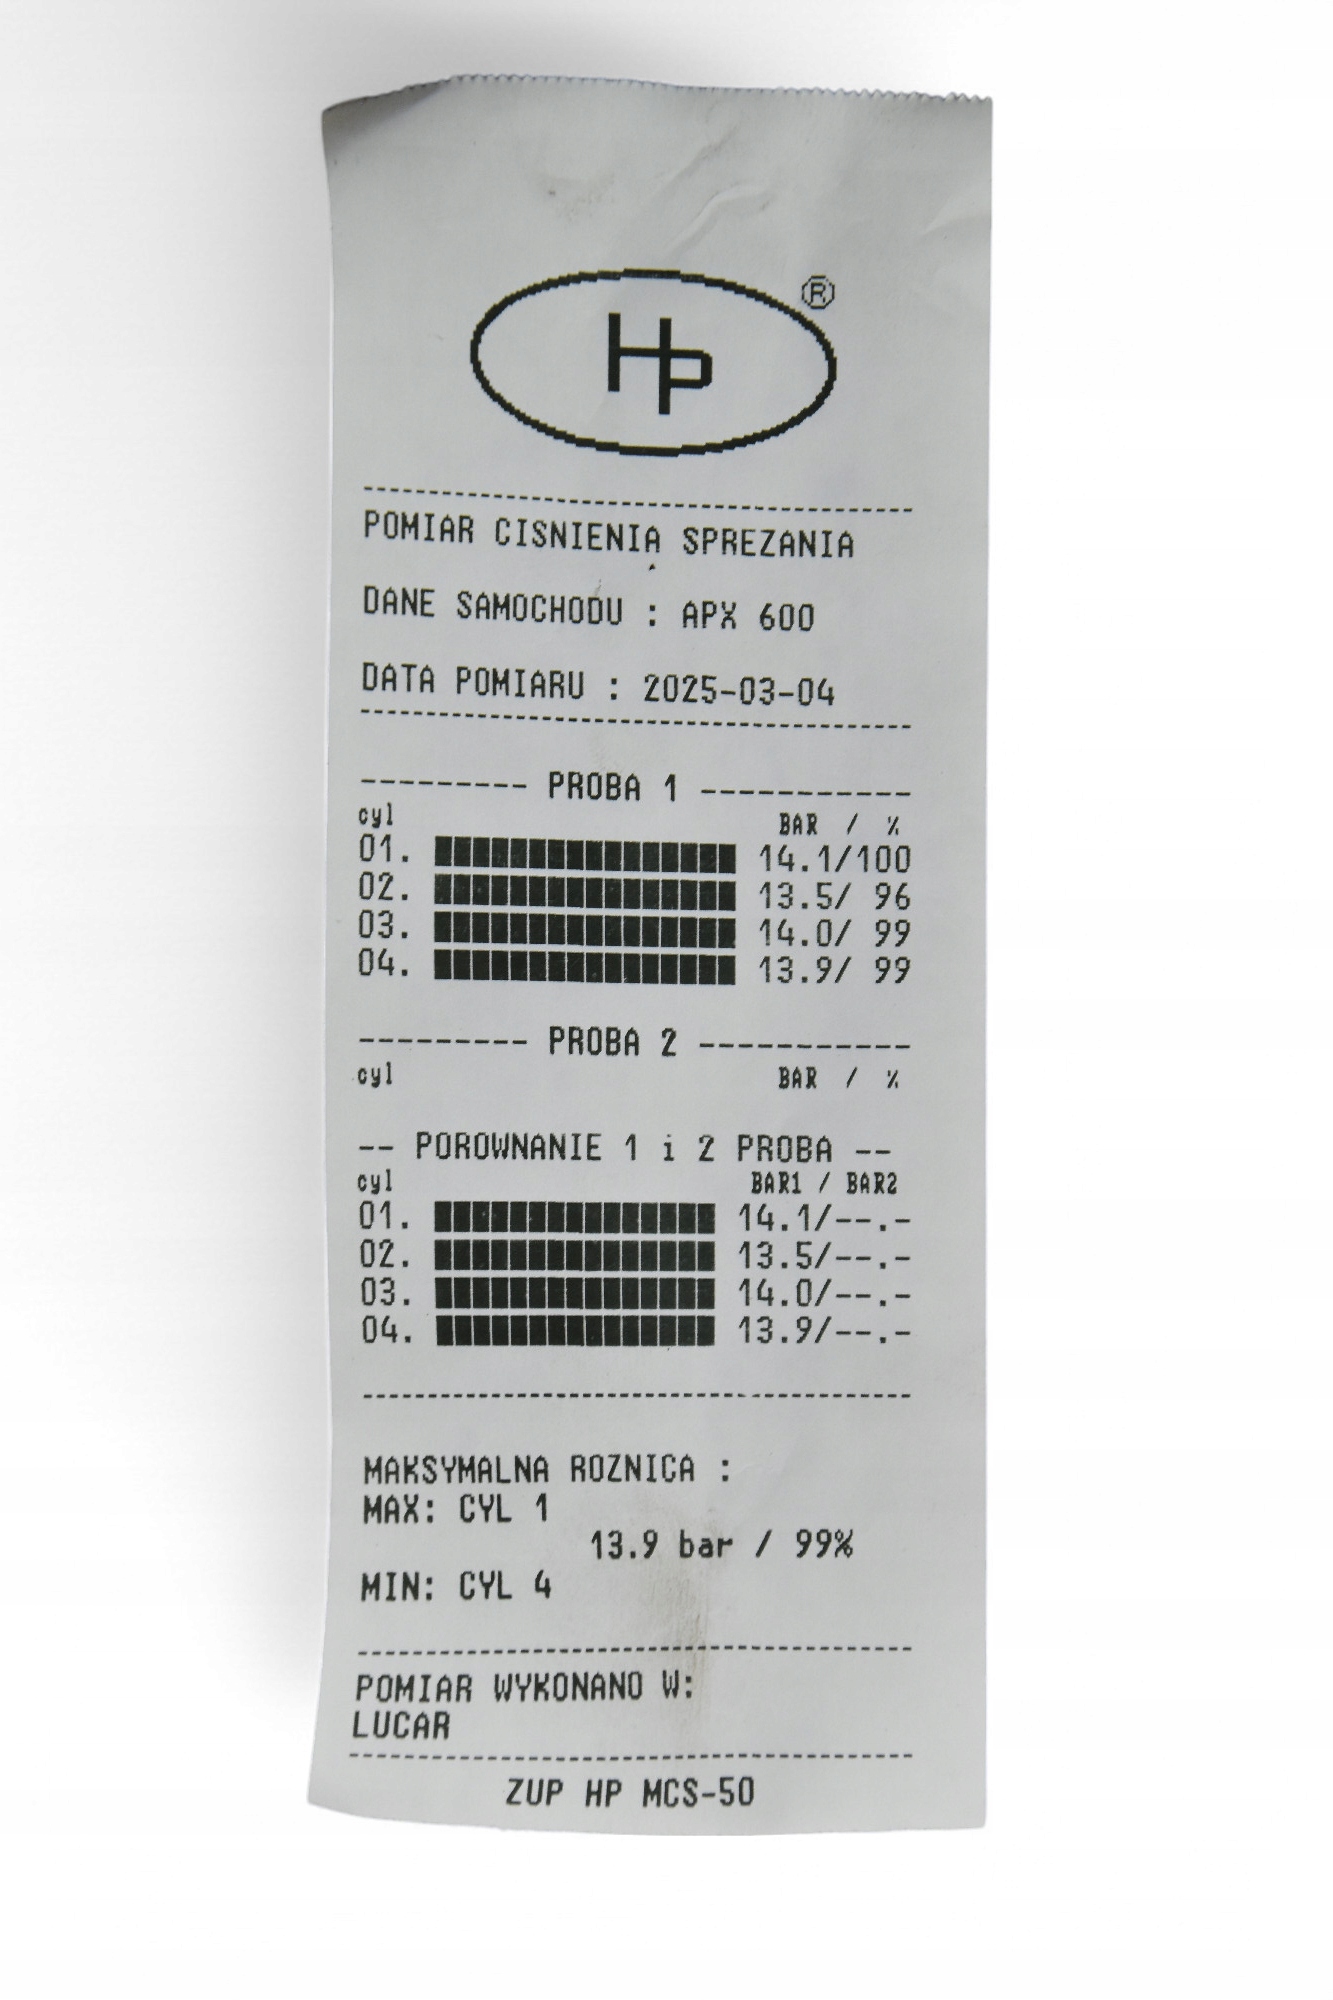 HP ®
POMIAR CISNIENIA SPREZANIA
DANE SAMOCHODU : APX 600
DATA POMIARU : 2025-03-04
--------- PROBA 1 -----------
cyl BAR / %
01. 14.1/100
02. 13.5/ 96
03. 14.0/ 99
04. 13.9/ 99
--------- PROBA 2 -----------
cyl BAR / %
-- POROWNANIE 1 i 2 PROBA --
cyl BAR1 / BAR2
01. 14.1/--.-
02. 13.5/--.-
03. 14.0/--.-
04. 13.9/--.-
MAKSYMALNA ROZNICA :
MAX: CYL 1
13.9 bar / 99%
MIN: CYL 4
POMIAR WYKONANO W:
LUCAR
ZUP HP MCS-50